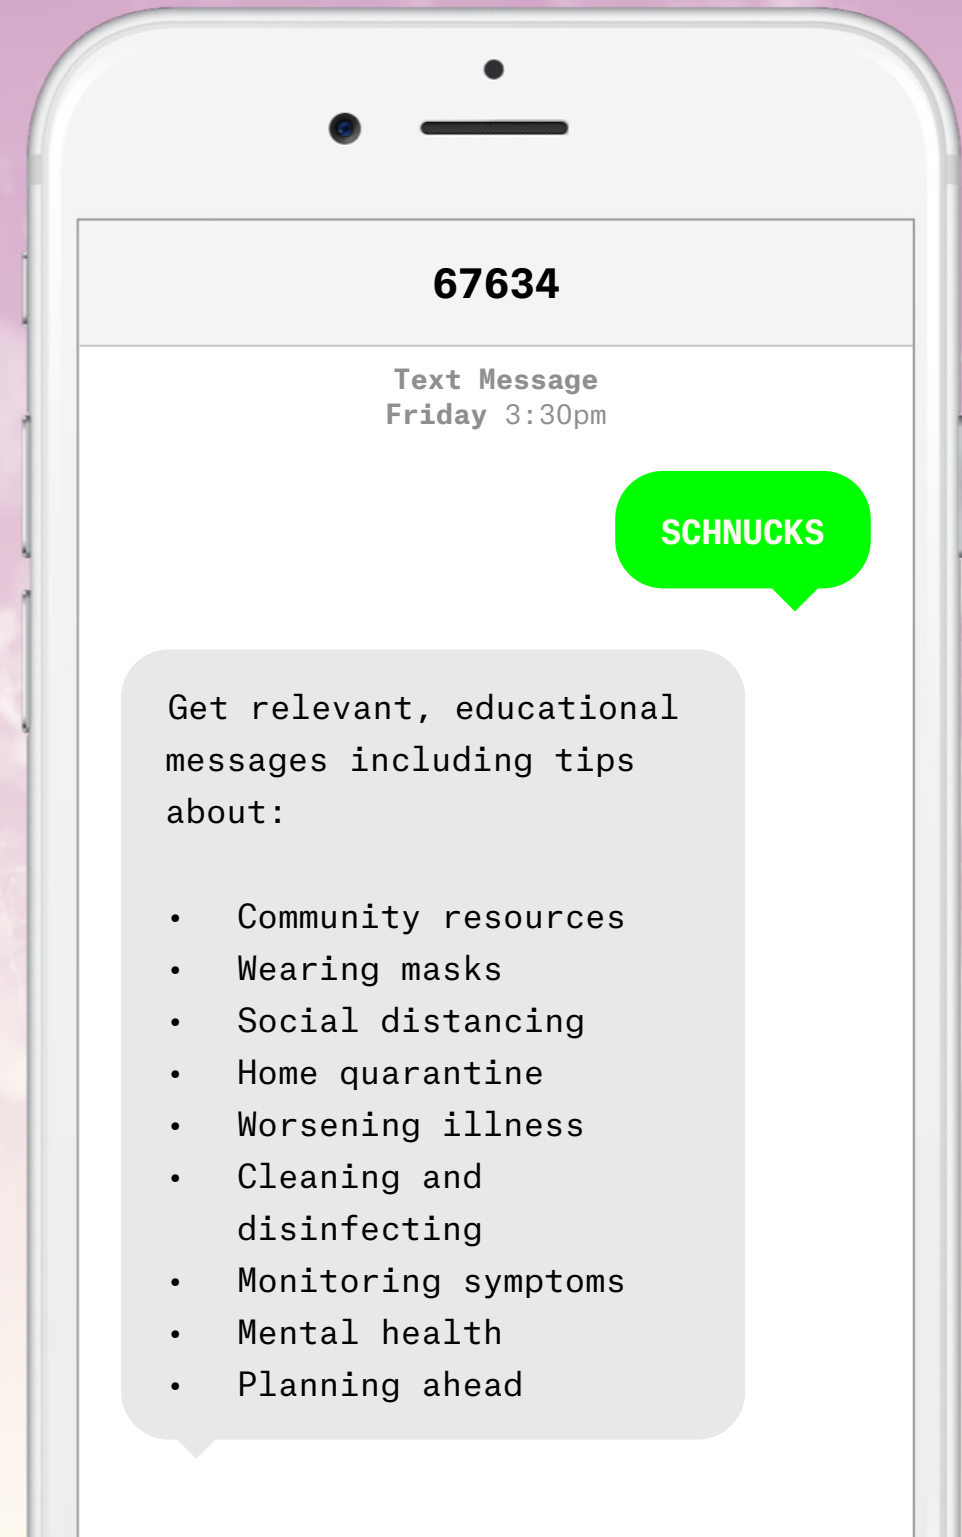 67634
Text Message
Friday 3:30pm
SCHNUCKS
Get relevant, educational
messages including tips
about:
• Community resources
• Wearing masks
• Social distancing
• Home quarantine
• Worsening illness
• Cleaning and
disinfecting
• Monitoring symptoms
• Mental health
• Planning ahead